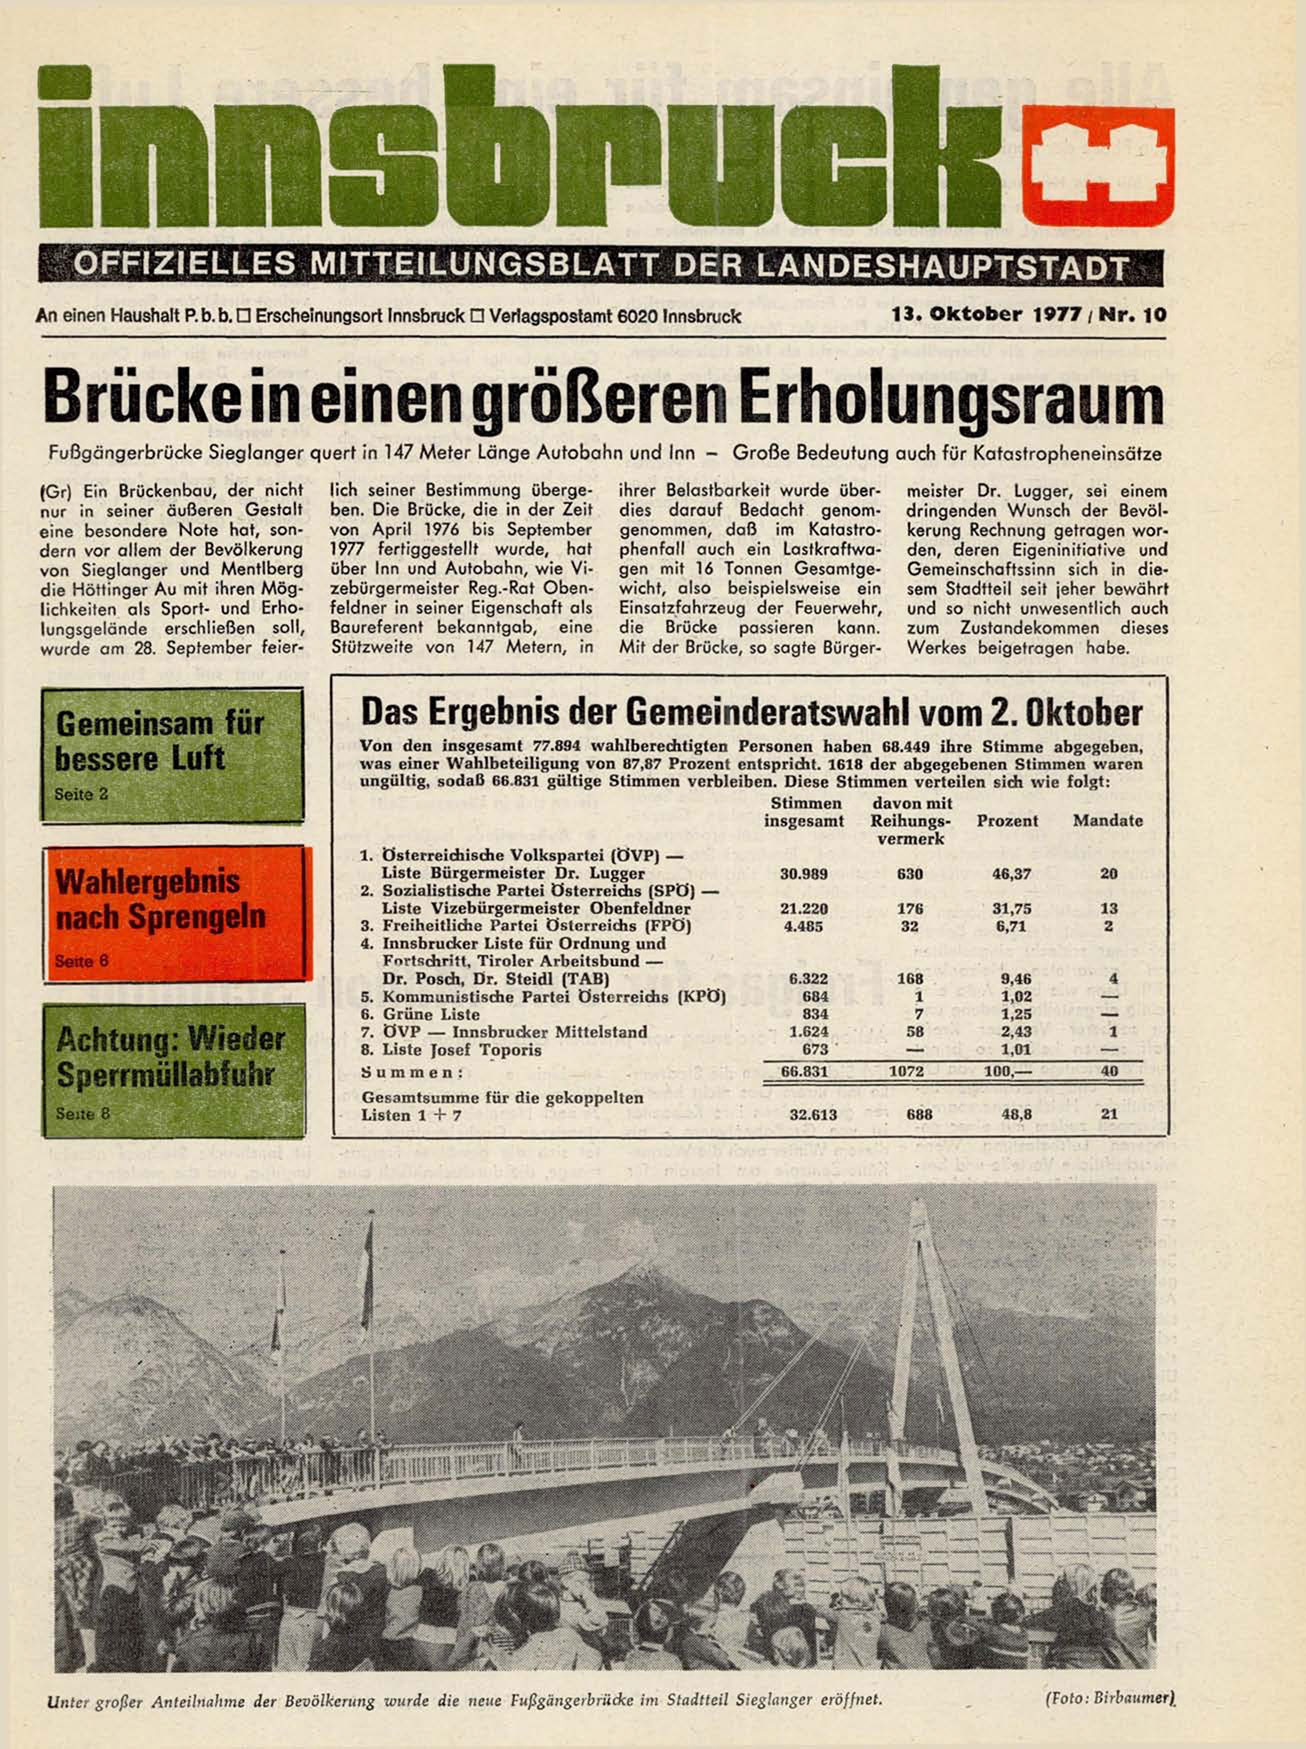 innsbruck
OFFIZIELLES MITTEILUNGSBLATT DER LANDESHAUPTSTADT
An einen Haushalt P. b. b. □ Erscheinungsort Innsbruck □ Verlagspostamt 6020 Innsbruck 13. Oktober 1977 / Nr. 10
Brücke in einen größeren Erholungsraum
Fußgängerbrücke Sieglanger quert in 147 Meter Länge Autobahn und Inn – Große Bedeutung auch für Katastropheneinsätze
(Gr) Ein Brückenbau, der nicht
nur in seiner äußeren Gestalt
eine besondere Note hat, son-
dern vor allem der Bevölkerung
von Sieglanger und Mentlberg
die Höttinger Au mit ihren Mög-
lichkeiten als Sport- und Erho-
lungsgelände erschließen soll,
wurde am 28. September feier-
lich seiner Bestimmung überge-
ben. Die Brücke, die in der Zeit
von April 1976 bis September
1977 fertiggestellt wurde, hat
über Inn und Autobahn, wie Vi-
zebürgermeister Reg.-Rat Oben-
feldner in seiner Eigenschaft als
Baureferent bekanntgab, eine
Stützweite von 147 Metern, in
ihrer Belastbarkeit wurde über-
dies darauf Bedacht genom-
genommen, daß im Katastro-
phenfall auch ein Lastkraftwa-
gen mit 16 Tonnen Gesamtge-
wicht, also beispielsweise ein
Einsatzfahrzeug der Feuerwehr,
die Brücke passieren kann.
Mit der Brücke, so sagte Bürger-
meister Dr. Lugger, sei einem
dringenden Wunsch der Bevöl-
kerung Rechnung getragen wor-
den, deren Eigeninitiative und
Gemeinschaftssinn sich in die-
sem Stadtteil seit jeher bewährt
und so nicht unwesentlich auch
zum Zustandekommen dieses
Werkes beigetragen habe.
Gemeinsam für
bessere Luft
Seite 2
Wahlergebnis
nach Sprengeln
Seite 6
Achtung: Wieder
Sperrmüllabfuhr
Seite 8
Das Ergebnis der Gemeinderatswahl vom 2. Oktober
Von den insgesamt 77.894 wahlberechtigten Personen haben 68.449 ihre Stimme abgegeben,
was einer Wahlbeteiligung von 87,87 Prozent entspricht. 1618 der abgegebenen Stimmen waren
ungültig, sodaß 66.831 gültige Stimmen verbleiben. Diese Stimmen verteilen sich wie folgt:
Stimmen davon mit
insgesamt Reihungs- Prozent Mandate
vermerk
1. Österreichische Volkspartei (ÖVP) —
Liste Bürgermeister Dr. Lugger 30.989 630 46,37 20
2. Sozialistische Partei Österreichs (SPÖ) —
Liste Vizebürgermeister Obenfeldner 21.220 176 31,75 13
3. Freiheitliche Partei Österreichs (FPÖ) 4.485 32 6,71 2
4. Innsbrucker Liste für Ordnung und
Fortschritt, Tiroler Arbeitsbund —
Dr. Posch, Dr. Steidl (TAB) 6.322 168 9,46 4
5. Kommunistische Partei Österreichs (KPÖ) 684 1 1,02 —
6. Grüne Liste 834 7 1,25 —
7. ÖVP — Innsbrucker Mittelstand 1.624 58 2,43 1
8. Liste Josef Toporis 673 — 1,01 —
Summen: 66.831 1072 100,— 40
Gesamtsumme für die gekoppelten
Listen 1 + 7 32.613 688 48,8 21
Unter großer Anteilnahme der Bevölkerung wurde die neue Fußgängerbrücke im Stadtteil Sieglanger eröffnet. (Foto: Birbaumer)